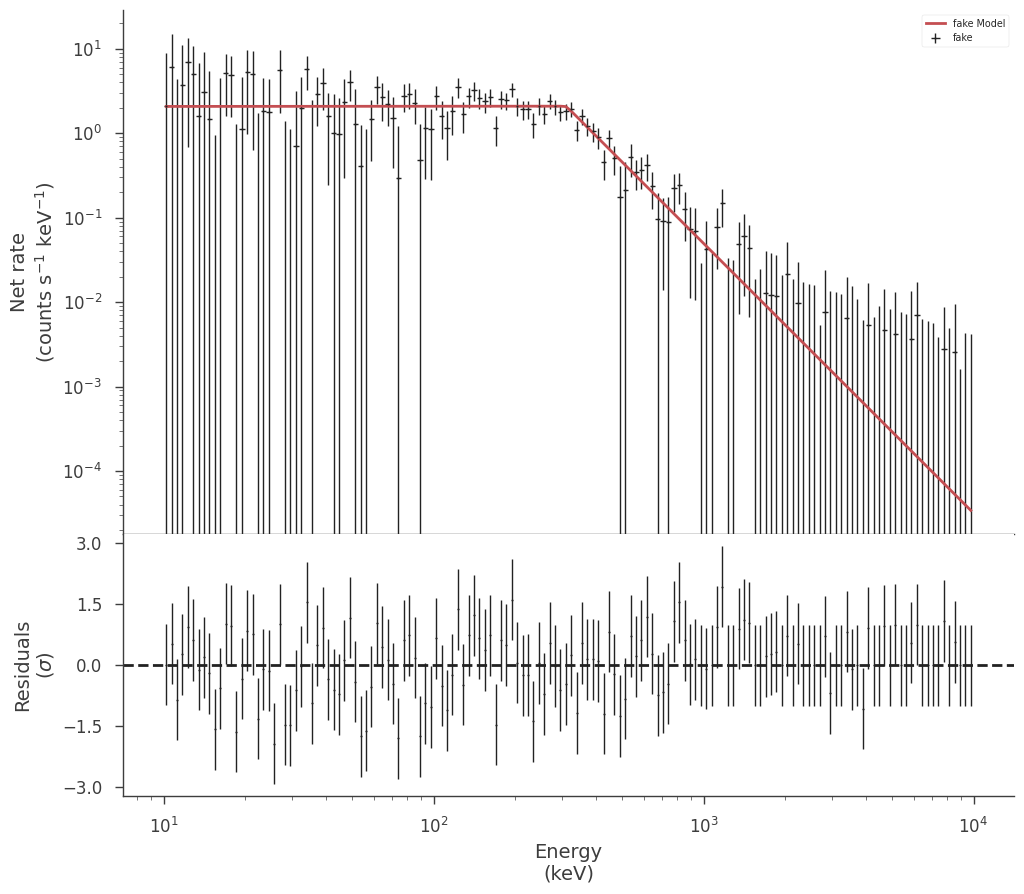 fake Model
fake
10¹
10⁰
10⁻¹
10⁻²
10⁻³
10⁻⁴
Net rate
(counts s⁻¹ keV⁻¹)
3.0
1.5
0.0
−1.5
−3.0
Residuals
(σ)
10¹
10²
10³
10⁴
Energy
(keV)